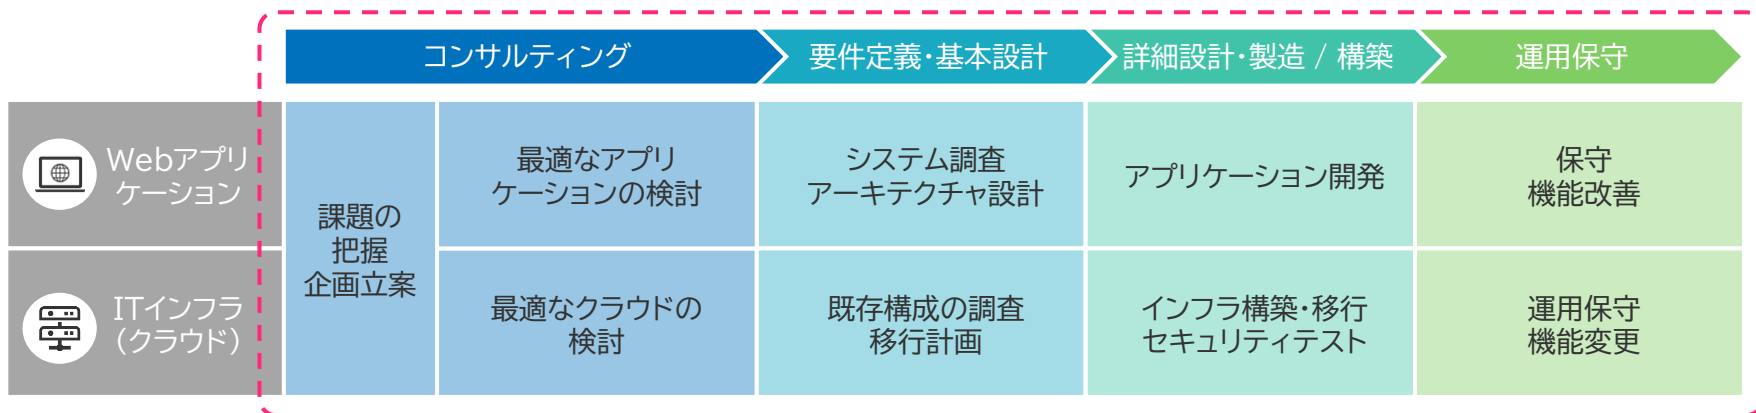 コンサルティング
要件定義・基本設計
詳細設計・製造 / 構築
運用保守
Webアプリ
ケーション
課題の
把握
企画立案
最適なアプリ
ケーションの検討
システム調査
アーキテクチャ設計
アプリケーション開発
保守
機能改善
ITインフラ
（クラウド）
最適なクラウドの
検討
既存構成の調査
移行計画
インフラ構築・移行
セキュリティテスト
運用保守
機能変更